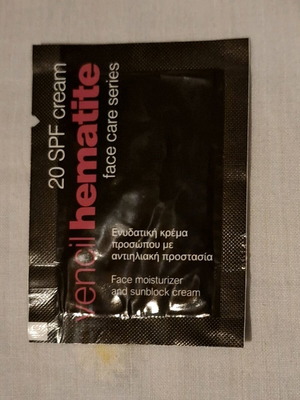 20 SPF cream
vencil hematite
face care series
Ενυδατική κρέμα
προσώπου με
αντιηλιακή προστασία
Face moisturizer
and sunblock cream